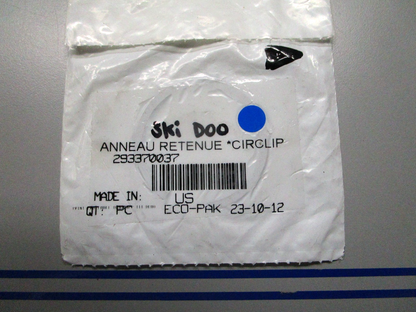 Ski Doo
ANNEAU RETENUE *CIRCLIP
293370037
MADE IN: US
QT: PC ECO-PAK 23-10-12